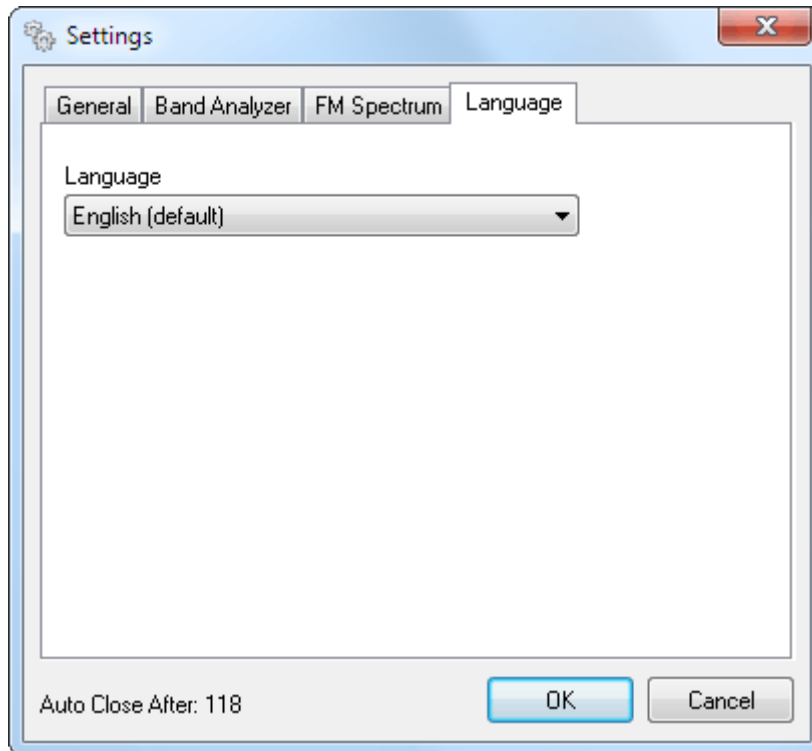 Settings
General Band Analyzer FM Spectrum Language
Language
English (default)
Auto Close After: 118 OK Cancel